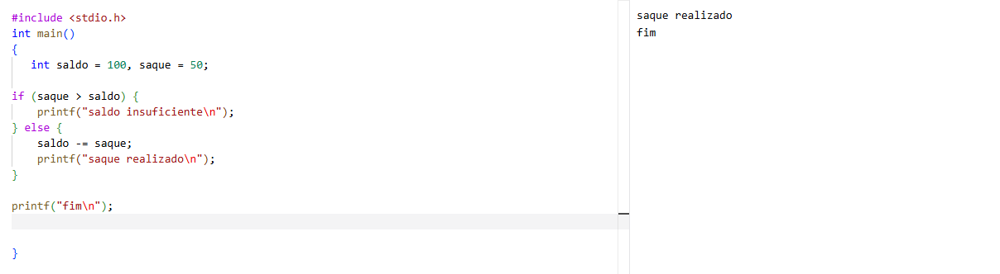 #include <stdio.h>
int main()
{
   int saldo = 100, saque = 50;
if (saque > saldo) {
    printf("saldo insuficiente\n");
} else {
    saldo -= saque;
    printf("saque realizado\n");
}
printf("fim\n");
}
saque realizado
fim